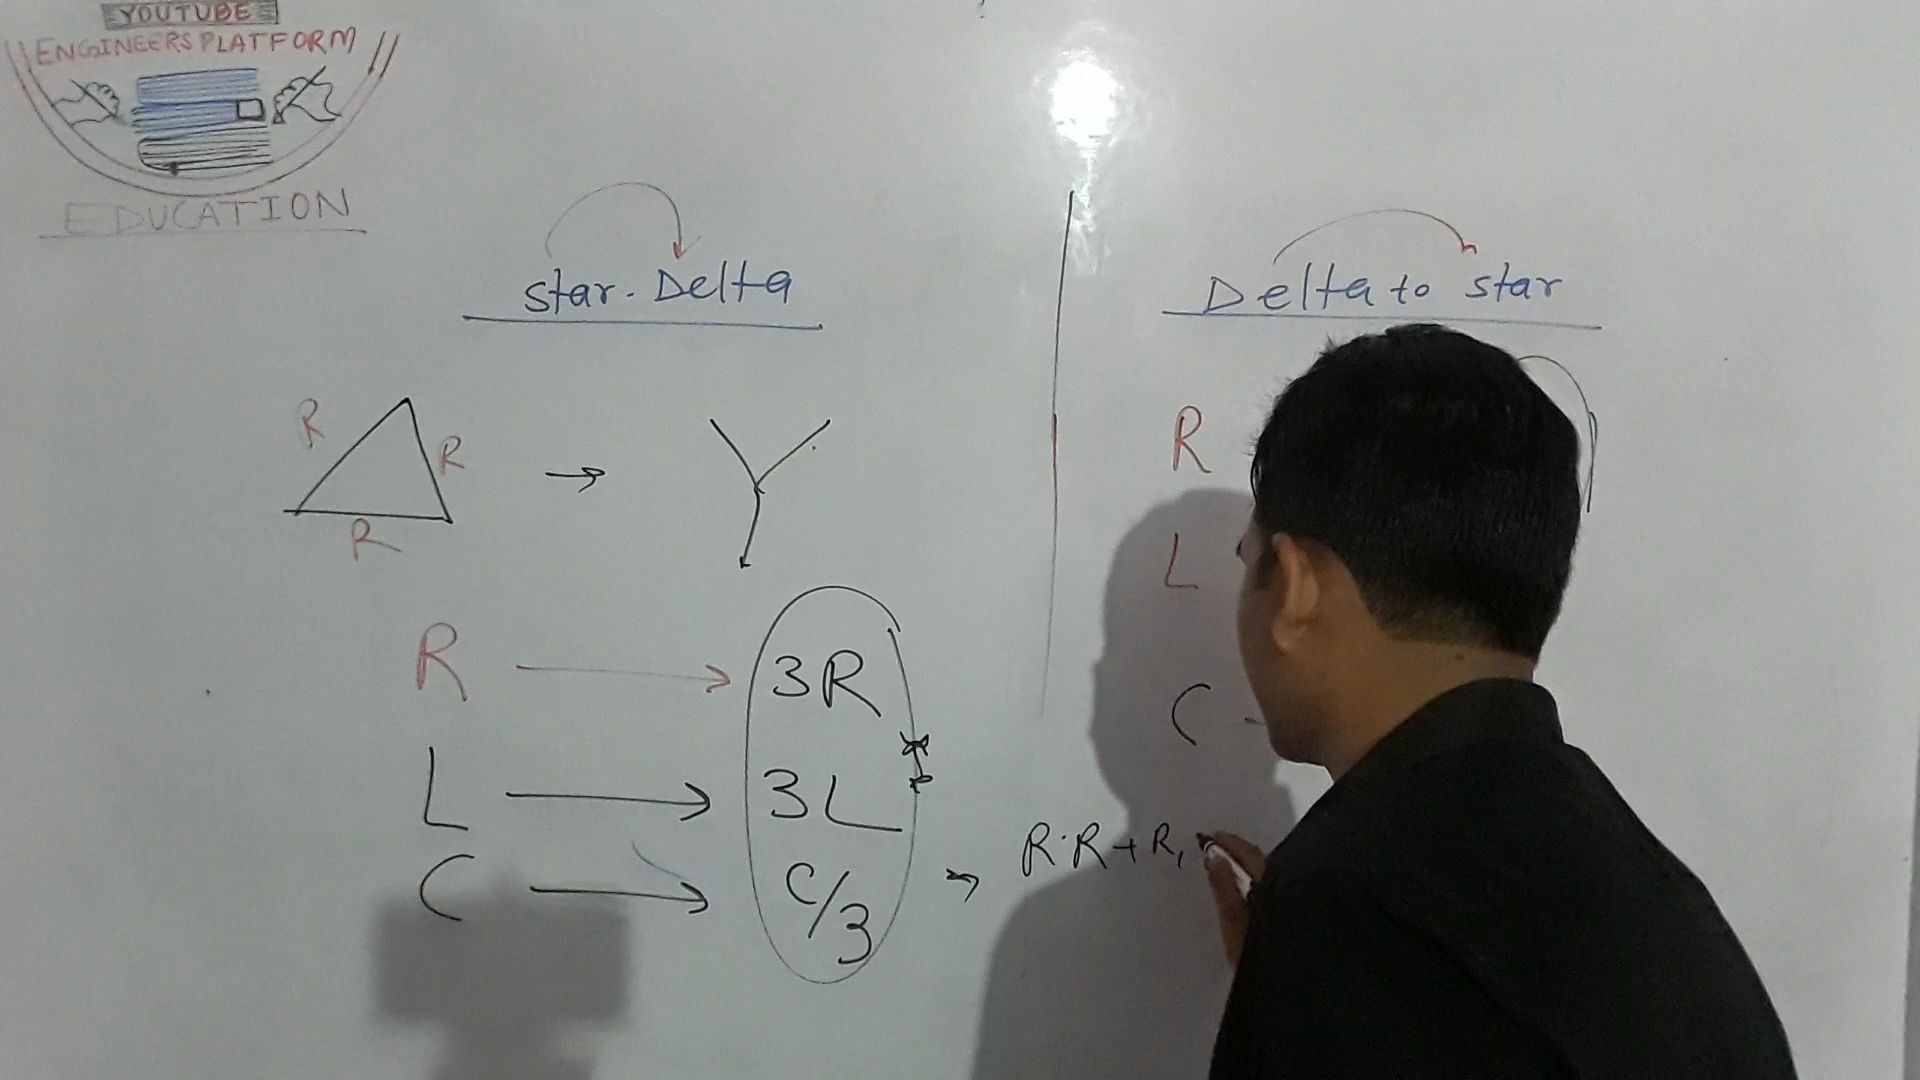 YOUTUBE
ENGINEERS PLATFORM
EDUCATION
Star - Delta
R
R
R
R → 3R
L → 3L
C → C/3
→ R·R + R,
Delta to star
R
L
C